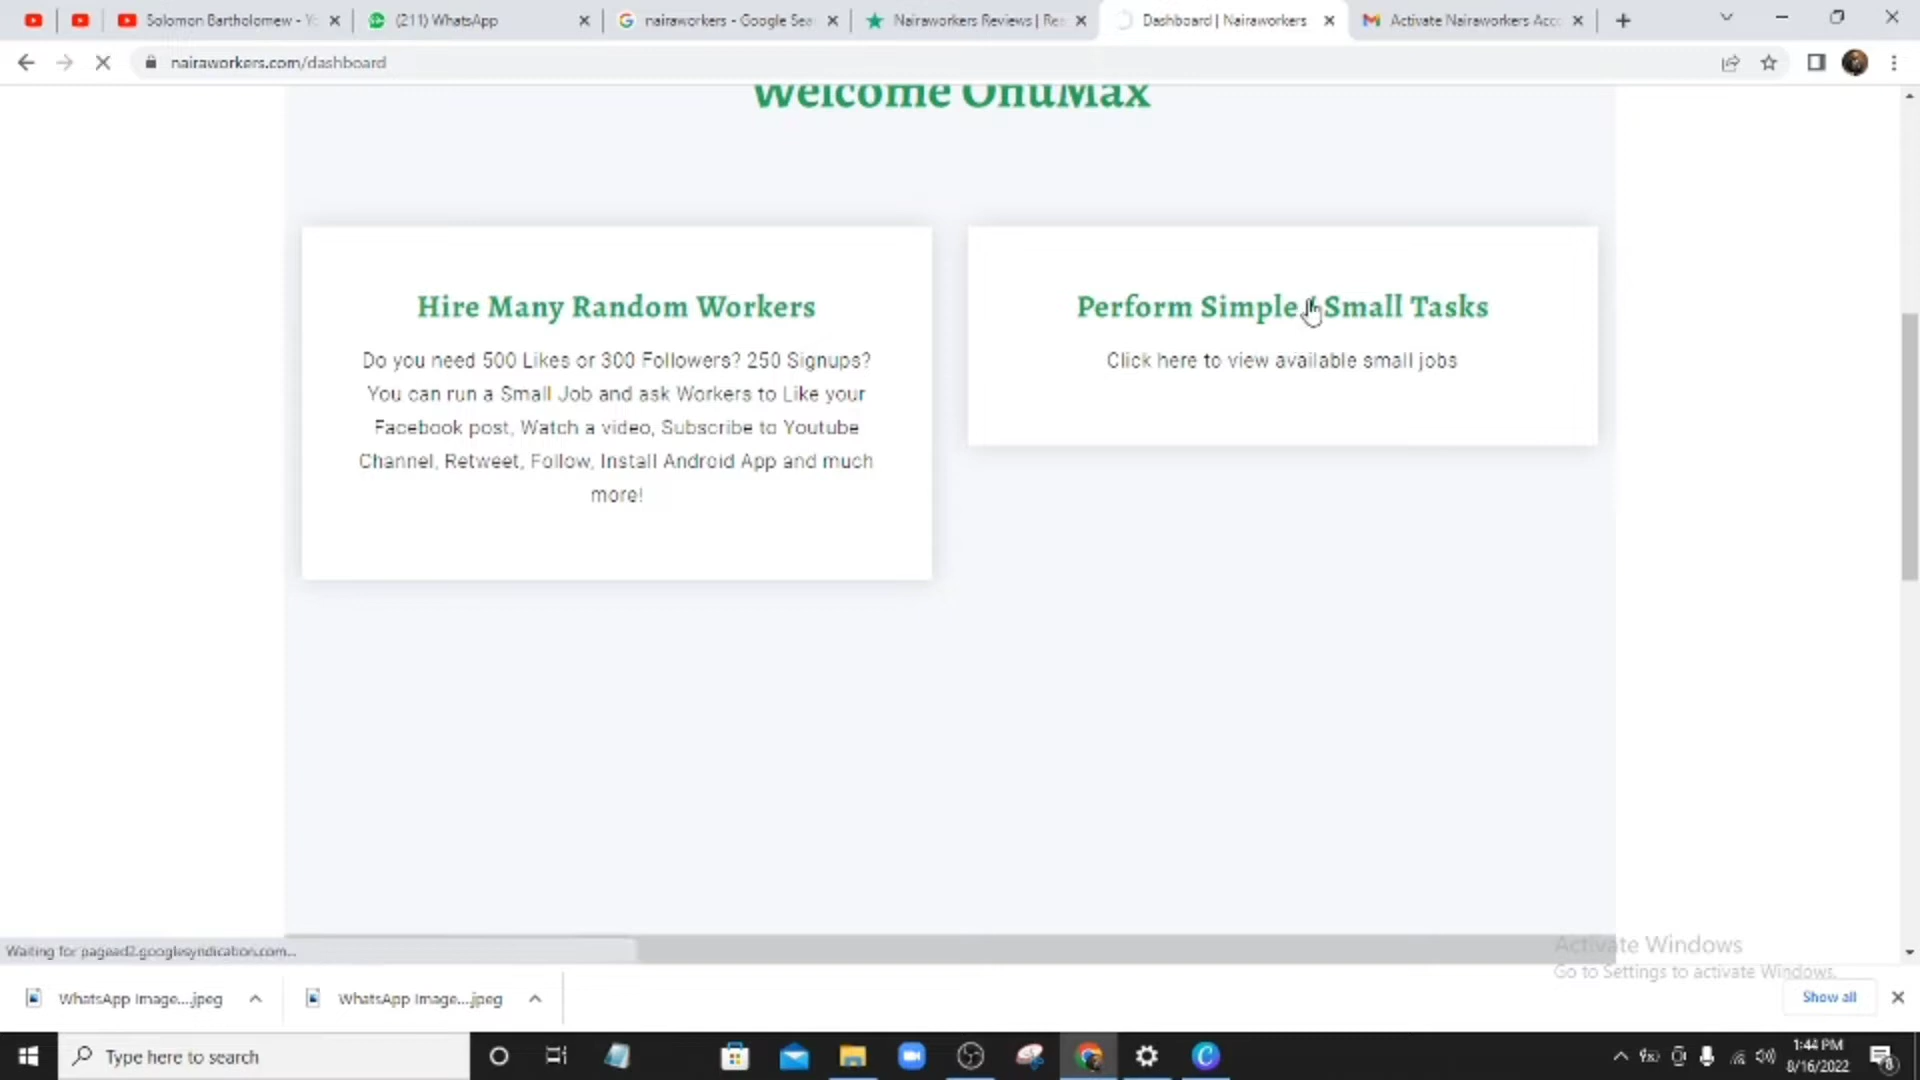 Solomon Bartholomew - Y
(211) WhatsApp
nairaworkers - Google Sea
Nairaworkers Reviews | Re
Dashboard | Nairaworkers
Activate Nairaworkers Acc
nairaworkers.com/dashboard
Welcome OnuMax
Hire Many Random Workers
Do you need 500 Likes or 300 Followers? 250 Signups?
You can run a Small Job and ask Workers to Like your
Facebook post, Watch a video, Subscribe to Youtube
Channel, Retweet, Follow, Install Android App and much
more!
Perform Simple Small Tasks
Click here to view available small jobs
Waiting for pagead2.googlesyndication.com...
Activate Windows
Go to Settings to activate Windows.
WhatsApp Image....jpeg
WhatsApp Image....jpeg
Show all
Type here to search
1:44 PM
8/16/2022